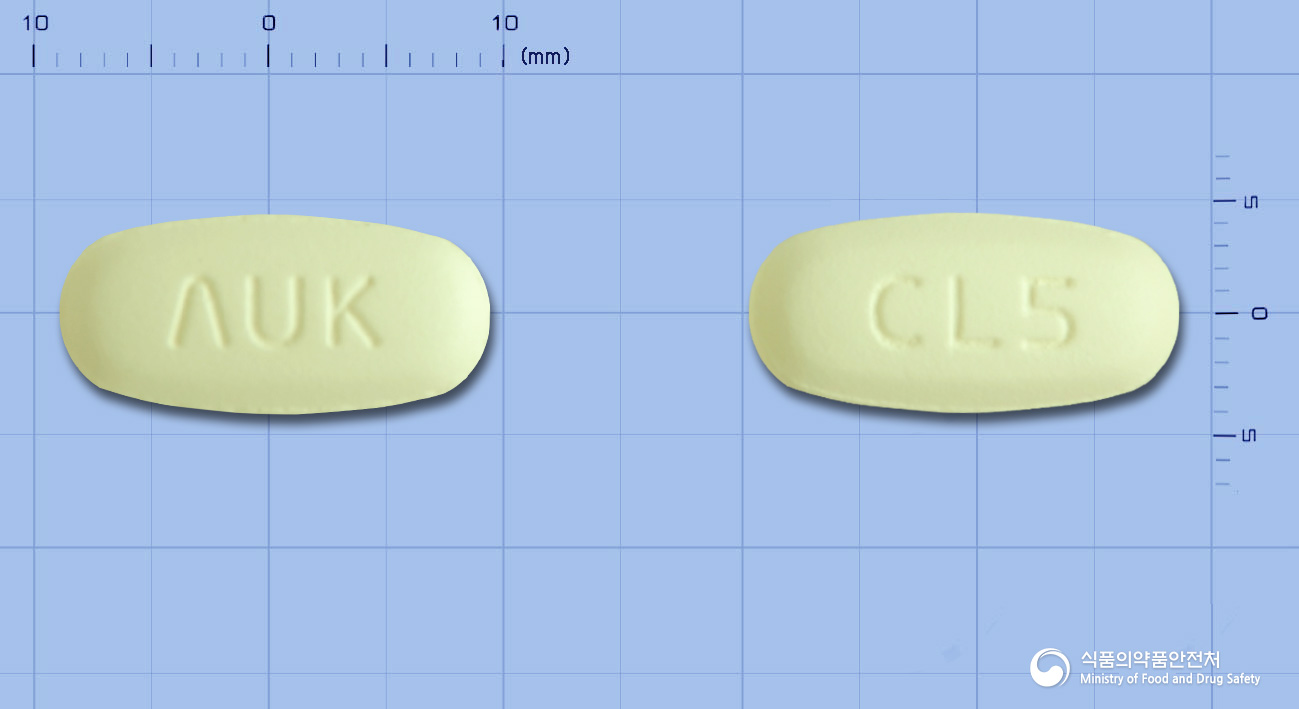 10 0 10
(mm)
5
0
5
AUK
CL5
식품의약품안전처
Ministry of Food and Drug Safety